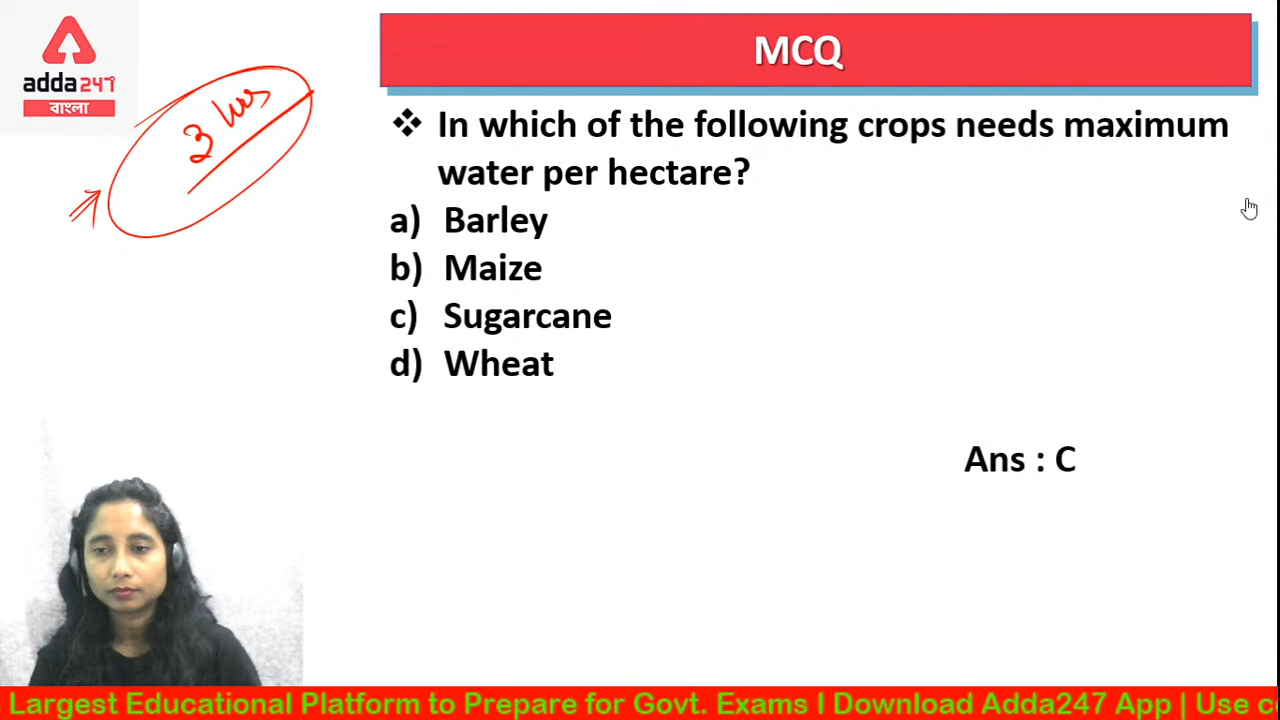 adda247
বাংলা
3 hrs
MCQ
❖ In which of the following crops needs maximum
water per hectare?
a) Barley
b) Maize
c) Sugarcane
d) Wheat
Ans : C
Largest Educational Platform to Prepare for Govt. Exams I Download Adda247 App | Use